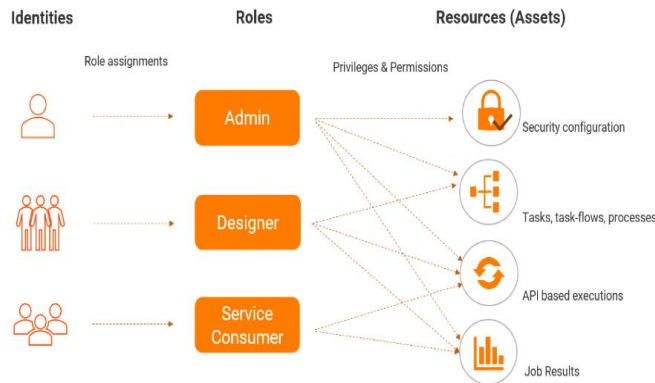 Identities
Roles
Resources (Assets)
Role assignments
Privileges & Permissions
Admin
Security configuration
Designer
Tasks, task-flows, processes
Service
Consumer
API based executions
Job Results